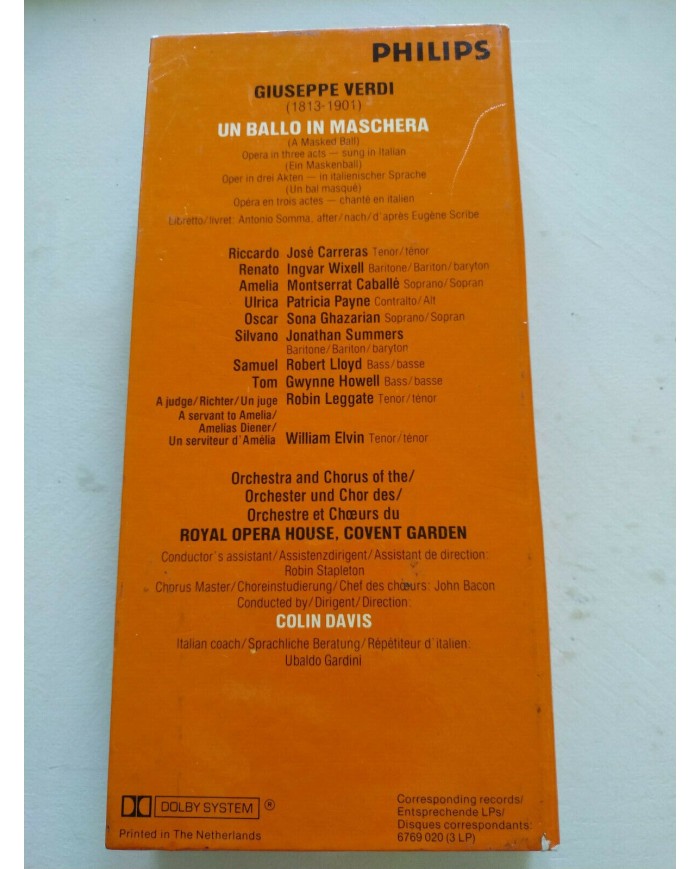 PHILIPS
GIUSEPPE VERDI
(1813-1901)
UN BALLO IN MASCHERA
(A Masked Ball)
Opera in three acts — sung in Italian
(Ein Maskenball)
Oper in drei Akten — in italienischer Sprache
(Un bal masqué)
Opéra en trois actes — chanté en italien
Libretto/livret: Antonio Somma, after/nach/d'après Eugène Scribe
Riccardo José Carreras Tenor/ténor
Renato Ingvar Wixell Baritone/Bariton/baryton
Amelia Montserrat Caballé Soprano/Sopran
Ulrica Patricia Payne Contralto/Alt
Oscar Sona Ghazarian Soprano/Sopran
Silvano Jonathan Summers
Baritone/Bariton/baryton
Samuel Robert Lloyd Bass/basse
Tom Gwynne Howell Bass/basse
A judge/Richter/Un juge Robin Leggate Tenor/ténor
A servant to Amelia/
Amelias Diener/
Un serviteur d'Amélia William Elvin Tenor/ténor
Orchestra and Chorus of the/
Orchester und Chor des/
Orchestre et Chœurs du
ROYAL OPERA HOUSE, COVENT GARDEN
Conductor's assistant/Assistenzdirigent/Assistant de direction:
Robin Stapleton
Chorus Master/Choreinstudierung/Chef des chœurs: John Bacon
Conducted by/Dirigent/Direction:
COLIN DAVIS
Italian coach/Sprachliche Beratung/Répétiteur d'italien:
Ubaldo Gardini
DOLBY SYSTEM ®
Printed in The Netherlands
Corresponding records/
Entsprechende LPs/
Disques correspondants:
6769 020 (3 LP)